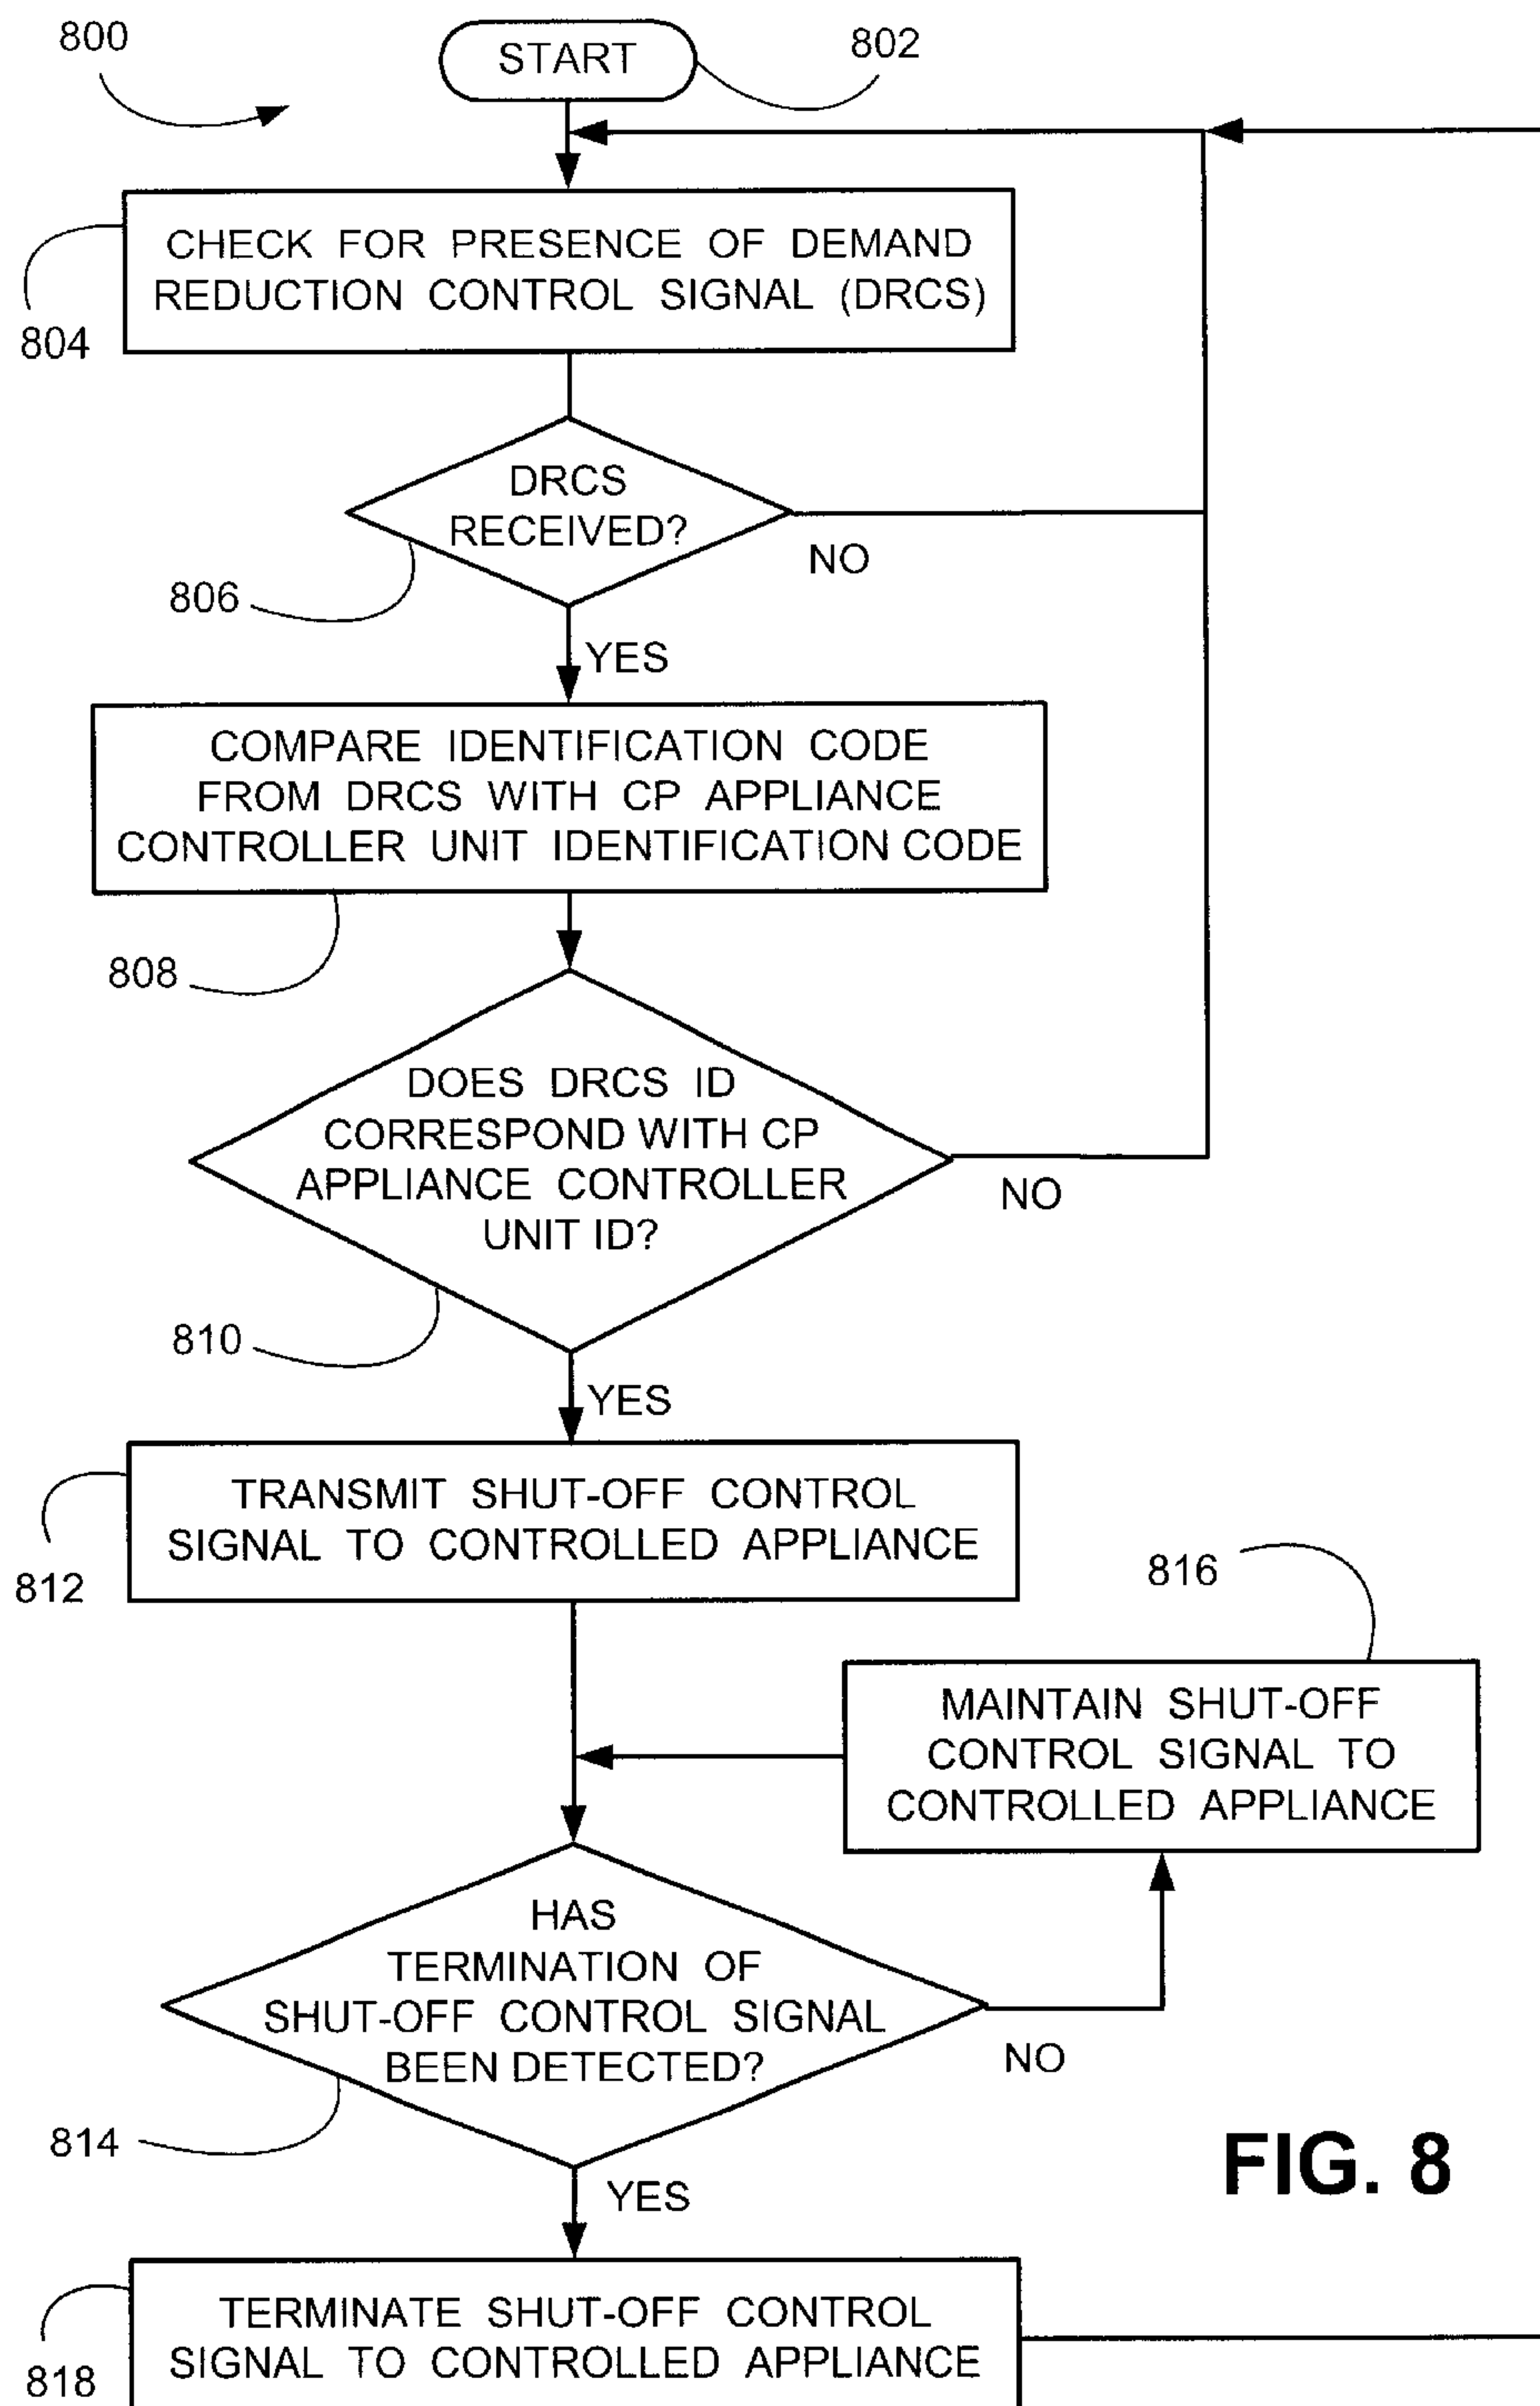 800
START
802
CHECK FOR PRESENCE OF DEMAND
REDUCTION CONTROL SIGNAL (DRCS)
804
DRCS
RECEIVED?
NO
806
YES
COMPARE IDENTIFICATION CODE
FROM DRCS WITH CP APPLIANCE
CONTROLLER UNIT IDENTIFICATION CODE
808
DOES DRCS ID
CORRESPOND WITH CP
APPLIANCE CONTROLLER
UNIT ID?
NO
810
YES
TRANSMIT SHUT-OFF CONTROL
SIGNAL TO CONTROLLED APPLIANCE
812
816
MAINTAIN SHUT-OFF
CONTROL SIGNAL TO
CONTROLLED APPLIANCE
HAS
TERMINATION OF
SHUT-OFF CONTROL SIGNAL
BEEN DETECTED?
NO
814
FIG. 8
YES
TERMINATE SHUT-OFF CONTROL
SIGNAL TO CONTROLLED APPLIANCE
818